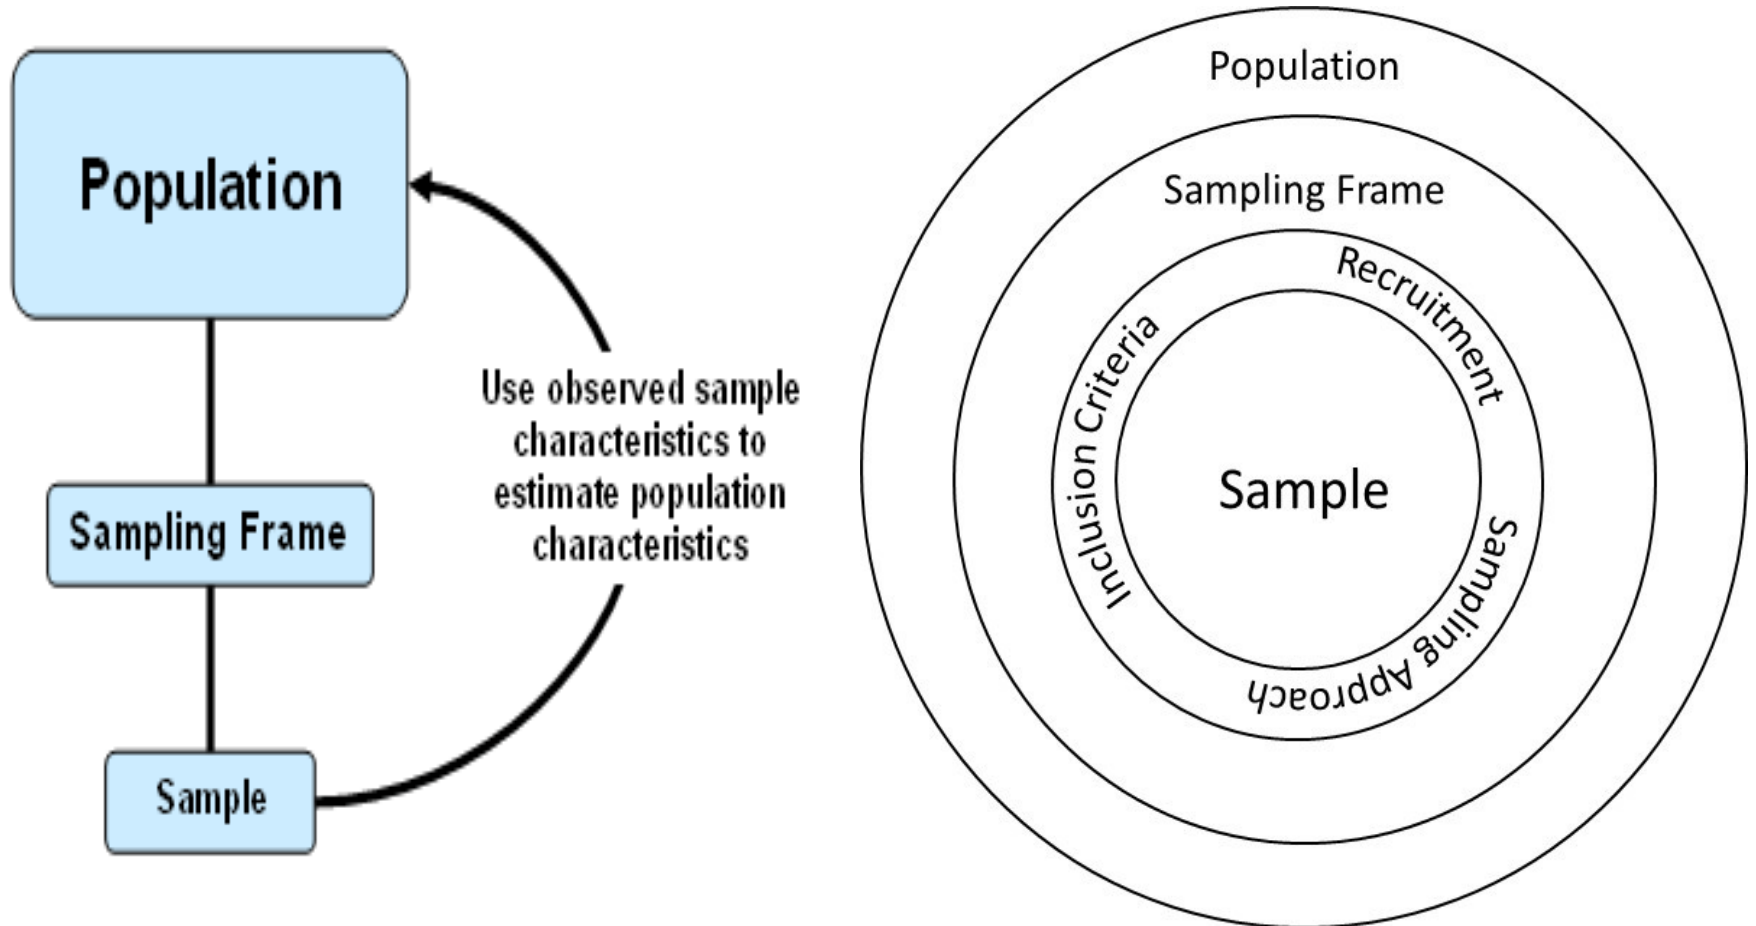 Population
Sampling Frame
Sample
Use observed sample
characteristics to
estimate population
characteristics
Population
Sampling Frame
Recruitment
Inclusion Criteria
Sample
Sampling Approach